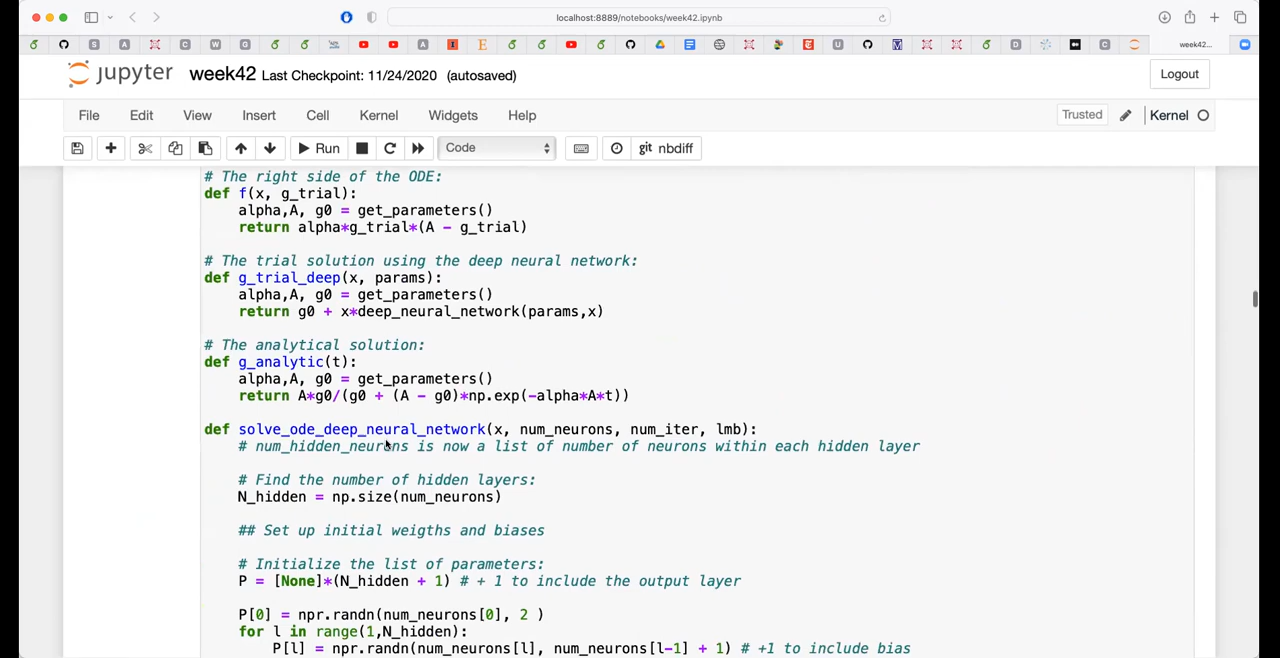 localhost:8889/notebooks/week42.ipynb
week42...
jupyter week42 Last Checkpoint: 11/24/2020 (autosaved)
Logout
File Edit View Insert Cell Kernel Widgets Help
Trusted Kernel
Run Code git nbdiff
# The right side of the ODE:
def f(x, g_trial):
    alpha,A, g0 = get_parameters()
    return alpha*g_trial*(A - g_trial)
# The trial solution using the deep neural network:
def g_trial_deep(x, params):
    alpha,A, g0 = get_parameters()
    return g0 + x*deep_neural_network(params,x)
# The analytical solution:
def g_analytic(t):
    alpha,A, g0 = get_parameters()
    return A*g0/(g0 + (A - g0)*np.exp(-alpha*A*t))
def solve_ode_deep_neural_network(x, num_neurons, num_iter, lmb):
    # num_hidden_neurons is now a list of number of neurons within each hidden layer
    # Find the number of hidden layers:
    N_hidden = np.size(num_neurons)
    ## Set up initial weigths and biases
    # Initialize the list of parameters:
    P = [None]*(N_hidden + 1) # + 1 to include the output layer
    P[0] = npr.randn(num_neurons[0], 2 )
    for l in range(1,N_hidden):
        P[l] = npr.randn(num_neurons[l], num_neurons[l-1] + 1) # +1 to include bias